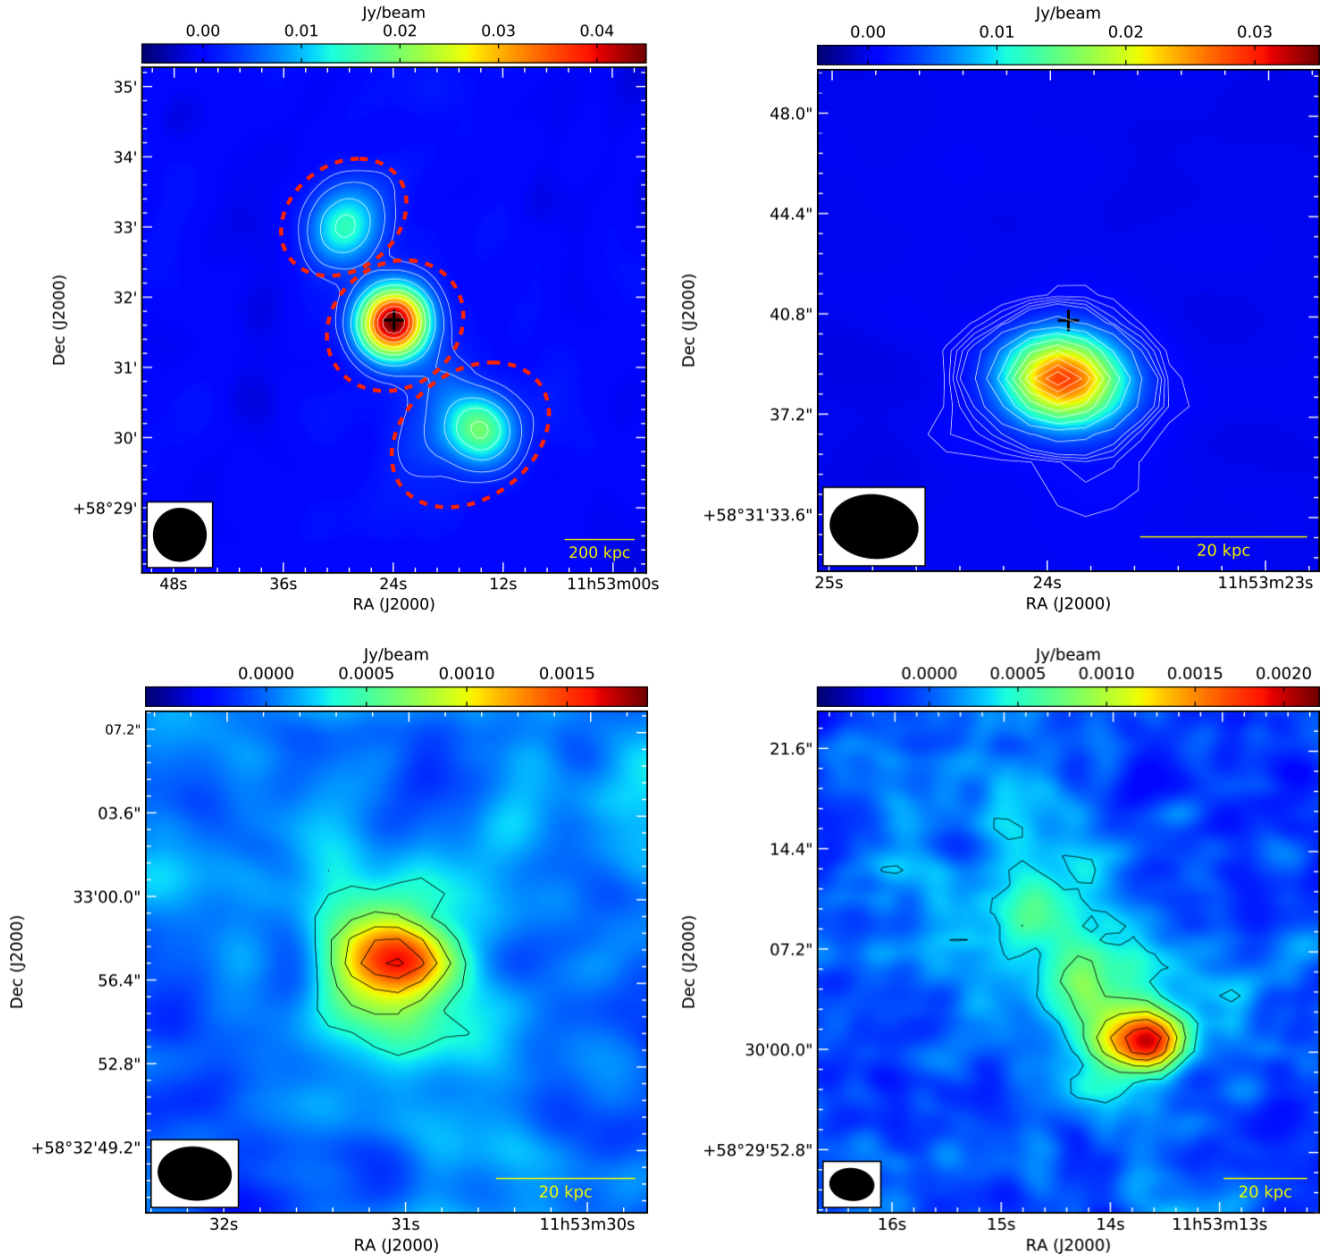 Jy/beam
0.00 0.01 0.02 0.03 0.04
35'
34'
33'
32'
31'
30'
+58°29'
Dec (J2000)
200 kpc
48s 36s 24s 12s 11h53m00s
RA (J2000)
Jy/beam
0.00 0.01 0.02 0.03
48.0"
44.4"
40.8"
37.2"
+58°31'33.6"
Dec (J2000)
20 kpc
25s 24s 11h53m23s
RA (J2000)
Jy/beam
0.0000 0.0005 0.0010 0.0015
07.2"
03.6"
33'00.0"
56.4"
52.8"
+58°32'49.2"
Dec (J2000)
20 kpc
32s 31s 11h53m30s
RA (J2000)
Jy/beam
0.0000 0.0005 0.0010 0.0015 0.0020
21.6"
14.4"
07.2"
30'00.0"
+58°29'52.8"
Dec (J2000)
20 kpc
16s 15s 14s 11h53m13s
RA (J2000)